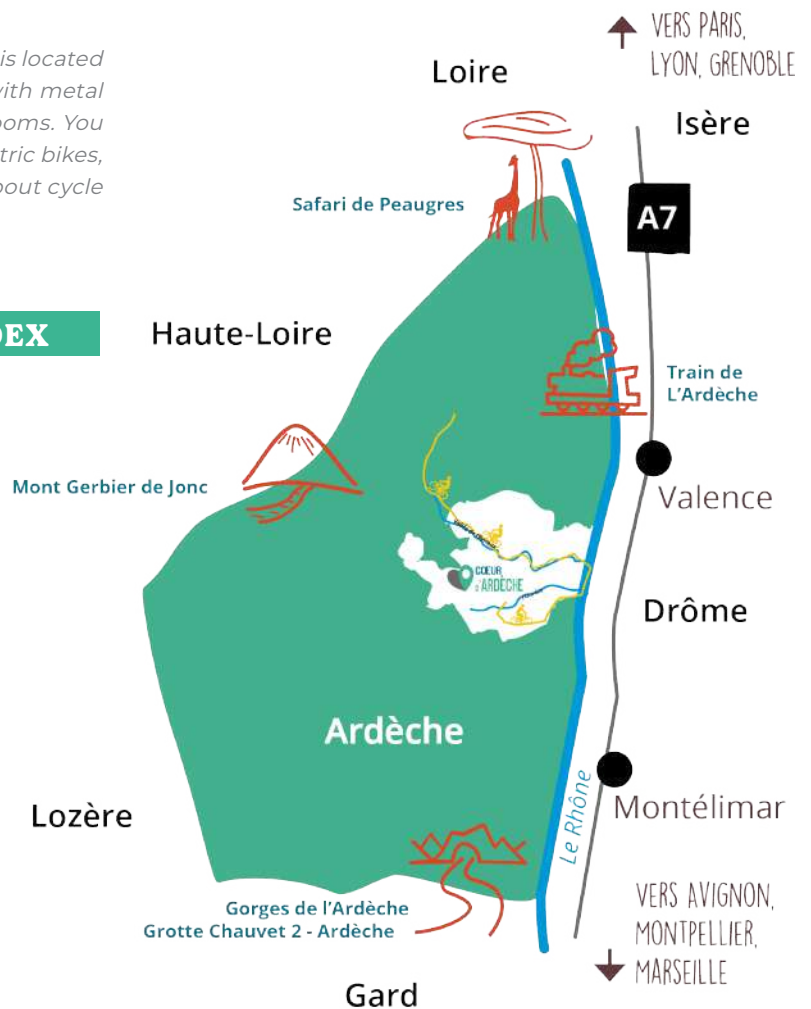 is located
with metal
ooms. You
tric bikes,
bout cycle
DEX
VERS PARIS,
LYON, GRENOBLE
Loire
Isère
A7
Safari de Peaugres
Haute-Loire
Train de
L'Ardèche
Mont Gerbier de Jonc
Valence
COEUR
D'ARDÈCHE
Drôme
Ardèche
Lozère
Le Rhône
Montélimar
Gorges de l'Ardèche
Grotte Chauvet 2 - Ardèche
VERS AVIGNON,
MONTPELLIER,
MARSEILLE
Gard